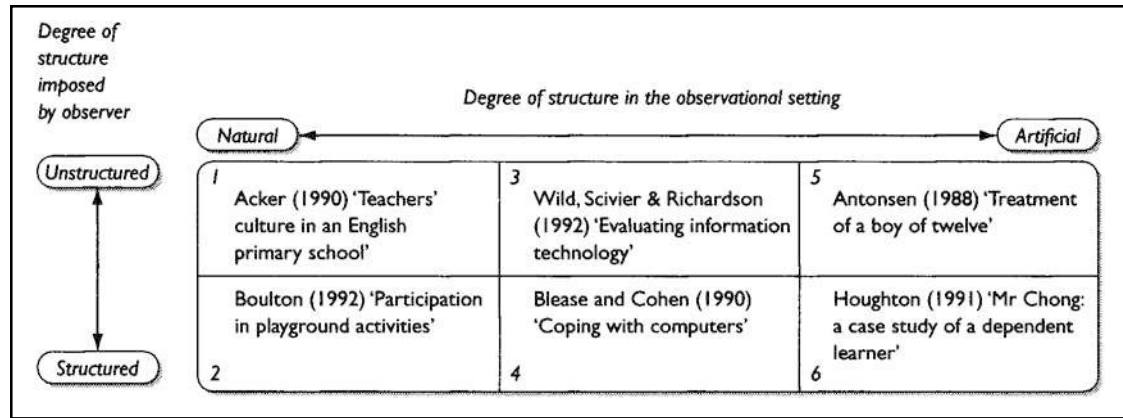 Degree of
structure
imposed
by observer
Degree of structure in the observational setting
Natural
Artificial
Unstructured
Structured
1
Acker (1990) ‘Teachers’
culture in an English
primary school’
3
Wild, Scivier & Richardson
(1992) ‘Evaluating information
technology’
5
Antonsen (1988) ‘Treatment
of a boy of twelve’
Boulton (1992) ‘Participation
in playground activities’
2
Blease and Cohen (1990)
‘Coping with computers’
4
Houghton (1991) ‘Mr Chong:
a case study of a dependent
learner’
6